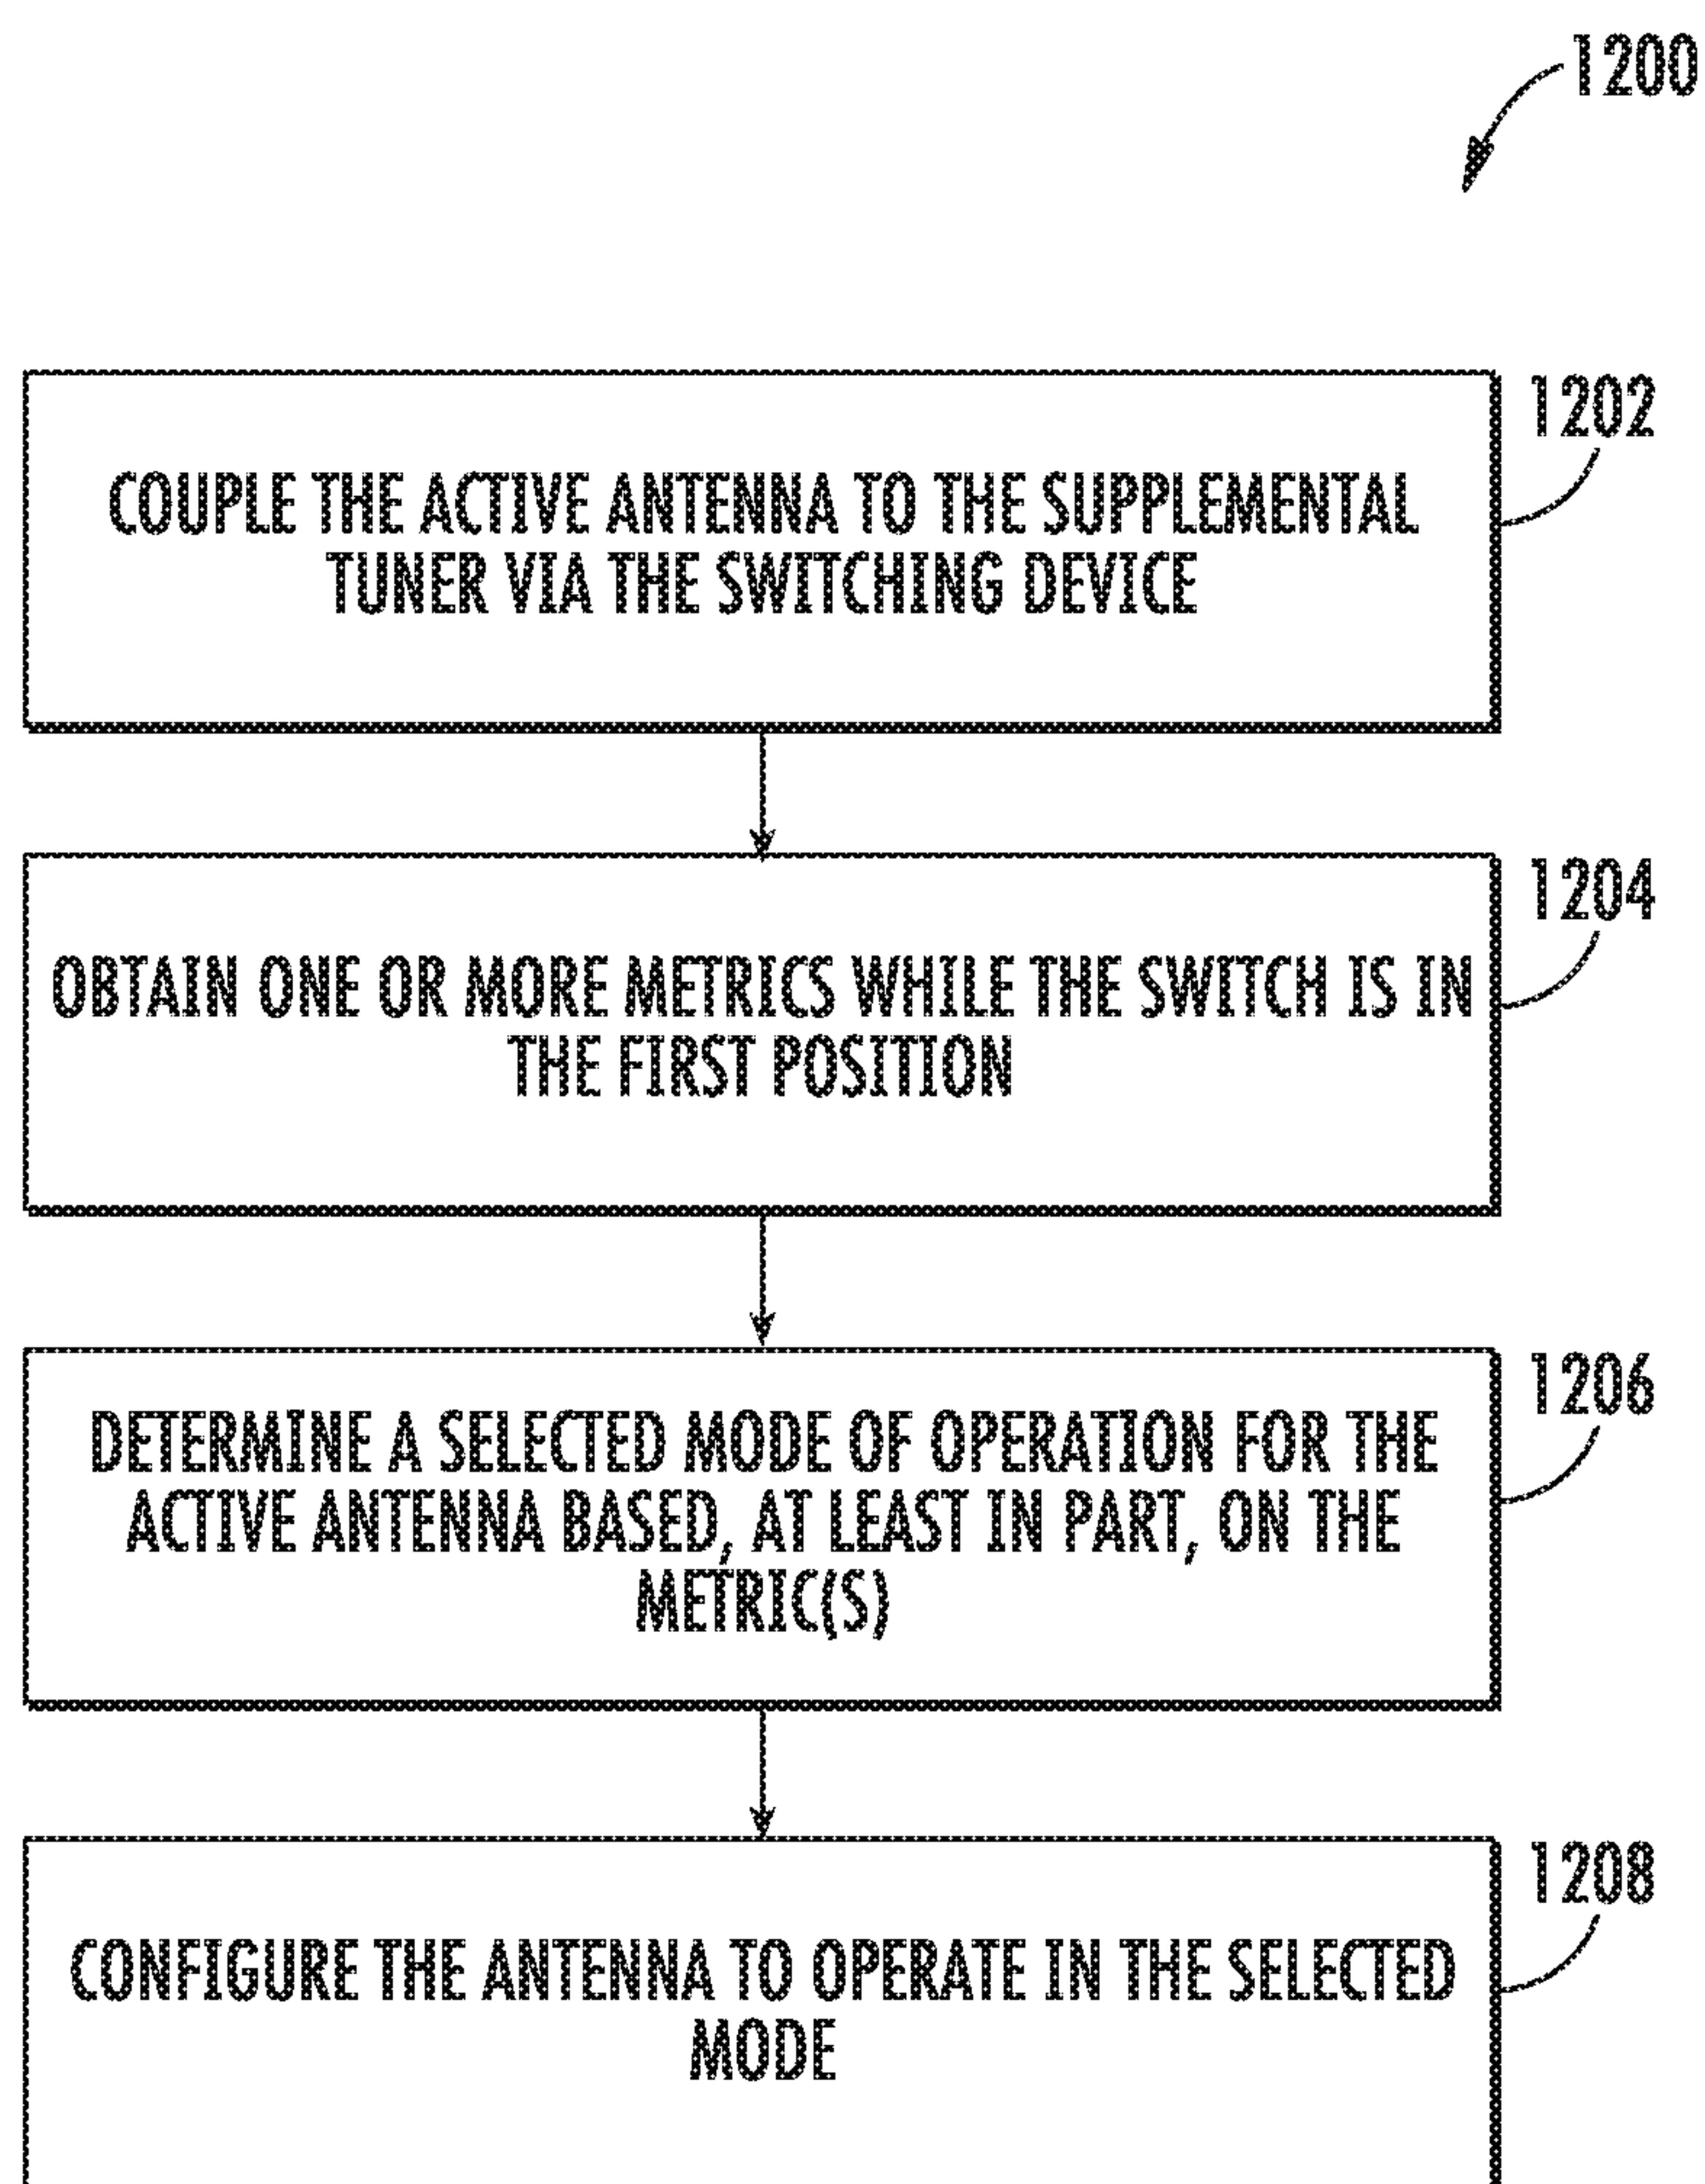 1200
1202
COUPLE THE ACTIVE ANTENNA TO THE SUPPLEMENTAL
TUNER VIA THE SWITCHING DEVICE
1204
OBTAIN ONE OR MORE METRICS WHILE THE SWITCH IS IN
THE FIRST POSITION
1206
DETERMINE A SELECTED MODE OF OPERATION FOR THE
ACTIVE ANTENNA BASED, AT LEAST IN PART, ON THE
METRIC(S)
1208
CONFIGURE THE ANTENNA TO OPERATE IN THE SELECTED
MODE